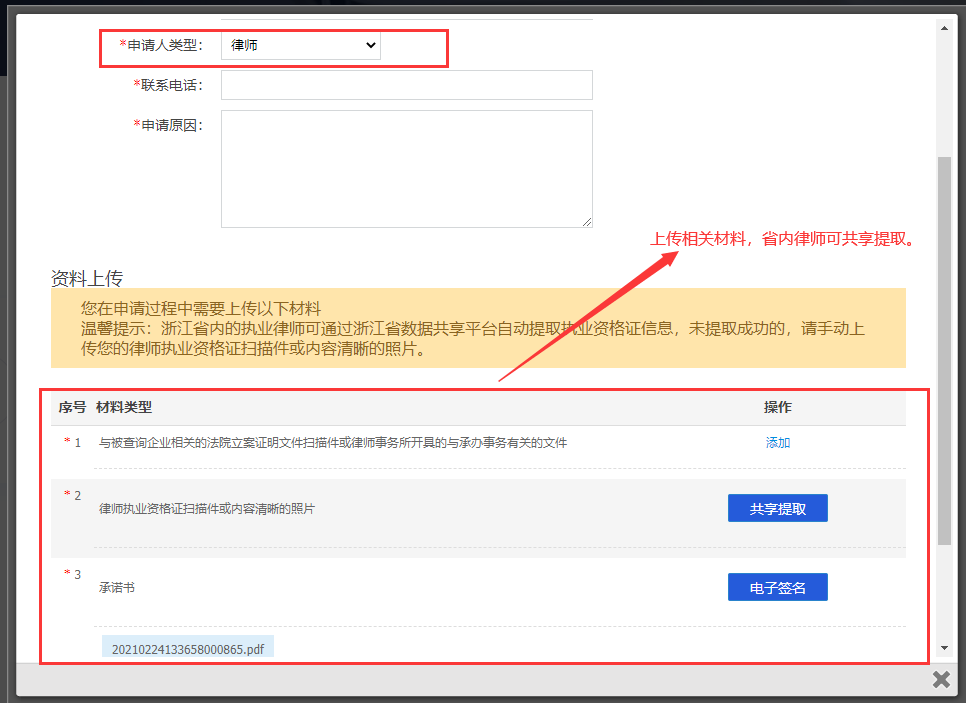 *申请人类型： 律师
*联系电话：
*申请原因：
上传相关材料，省内律师可共享提取。
资料上传
您在申请过程中需要上传以下材料
温馨提示：浙江省内的执业律师可通过浙江省数据共享平台自动提取执业资格证信息，未提取成功的，请手动上
传您的律师执业资格证扫描件或内容清晰的照片。
序号 材料类型 操作
* 1 与被查询企业相关的法院立案证明文件扫描件或律师事务所开具的与承办事务有关的文件 添加
* 2 律师执业资格证扫描件或内容清晰的照片 共享提取
* 3 承诺书 电子签名
20210224133658000865.pdf